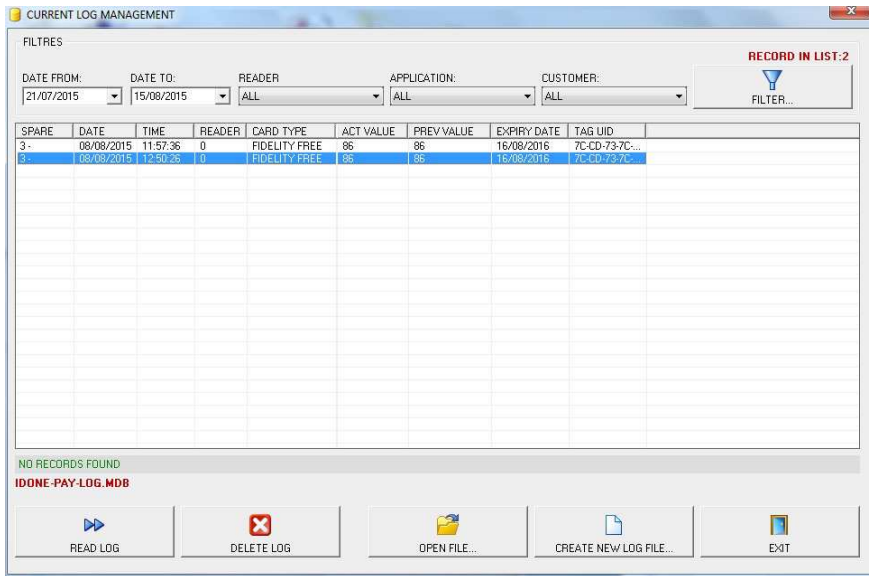 CURRENT LOG MANAGEMENT
FILTRES
RECORD IN LIST:2
DATE FROM: DATE TO: READER APPLICATION: CUSTOMER:
21/07/2015 15/08/2015 ALL ALL ALL FILTER...
SPARE DATE TIME READER CARD TYPE ACT VALUE PREV VALUE EXPIRY DATE TAG UID
3 - 08/08/2015 11:57:36 0 FIDELITY FREE 86 86 16/08/2016 7C-CD-73-7C-...
3 - 08/08/2015 12:50:26 0 FIDELITY FREE 86 86 16/08/2016 7C-CD-73-7C-...
NO RECORDS FOUND
IDONE-PAY-LOG.MDB
READ LOG DELETE LOG OPEN FILE... CREATE NEW LOG FILE... EXIT